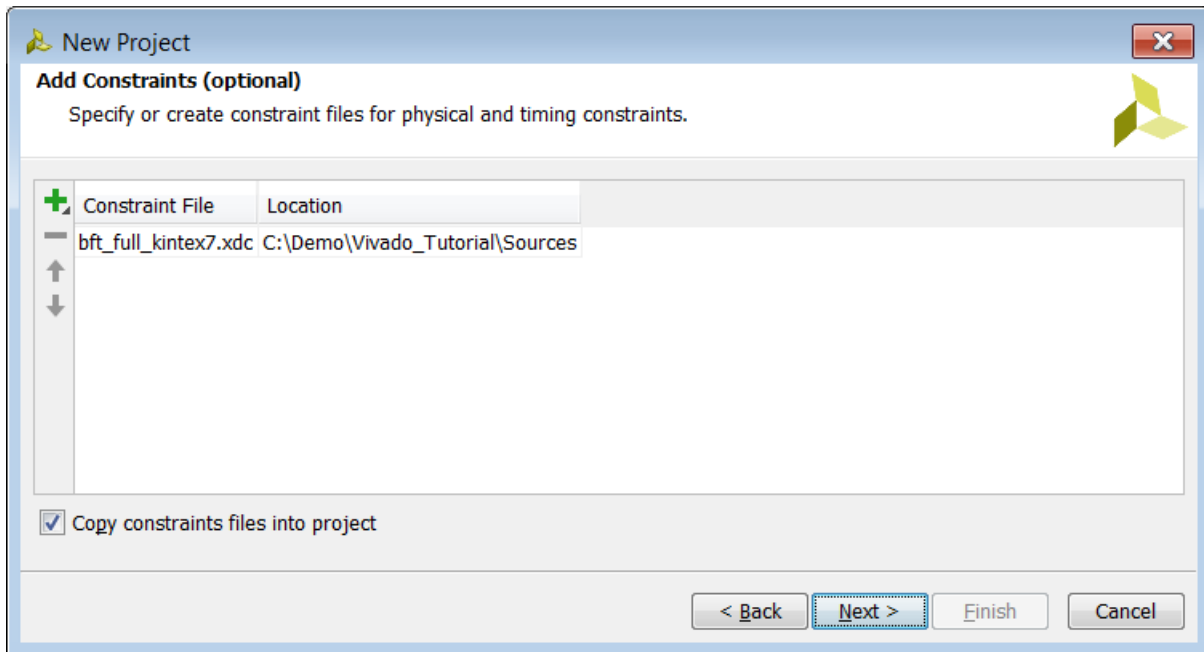 New Project
Add Constraints (optional)
Specify or create constraint files for physical and timing constraints.
Constraint File Location
bft_full_kintex7.xdc C:\Demo\Vivado_Tutorial\Sources
Copy constraints files into project
< Back Next > Finish Cancel